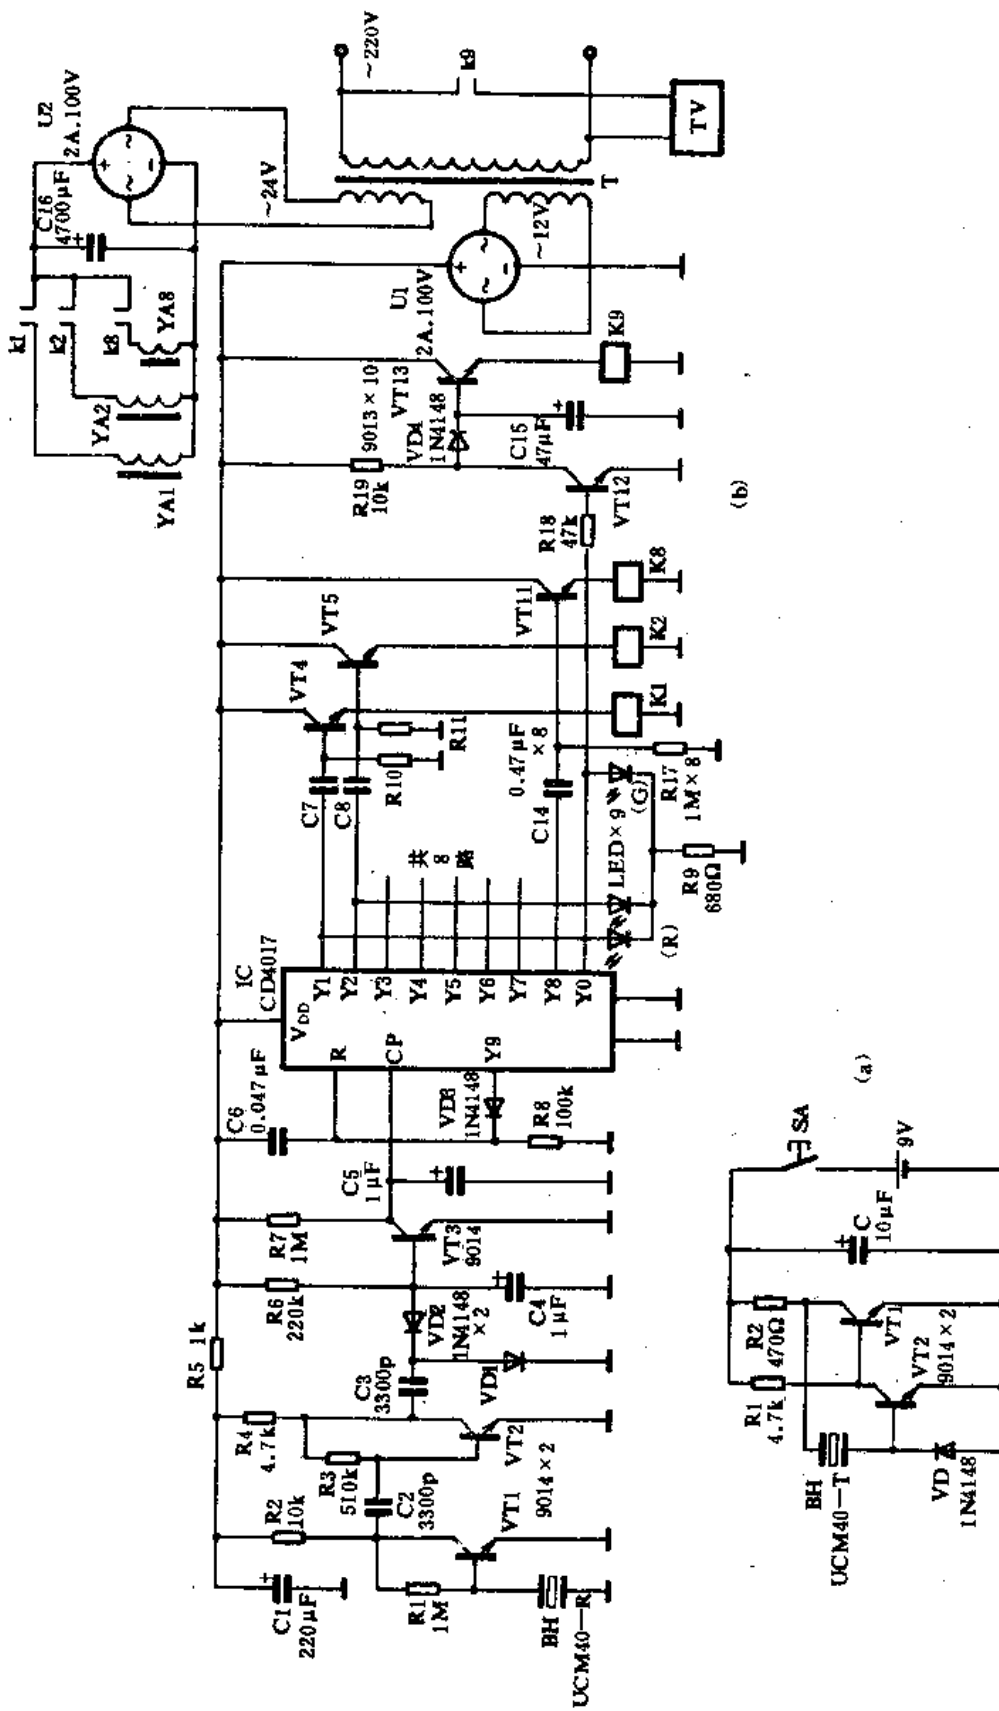 k1
k2
k8
YA1
YA2
YA8
C16
4700μF
U2
2A.100V
~24V
~220V
k9
T
TV
~12V
U1
2A.100V
K9
9013×10
VT13
VD4
1N4148
C15
47μF
R19
10k
R18
47k
VT12
(b)
VT4
VT5
VT11
K8
K2
K1
C7
C8
R10
R11
0.47μF
×8
C14
R17
1M×8
(G)
LED×9
(R)
R9
680Ω
共
8
路
IC
CD4017
VDD
R
CP
Y9
Y1
Y2
Y3
Y4
Y5
Y6
Y7
Y8
Y0
C6
0.047μF
VD3
1N4148
R8
100k
C5
1μF
R7
1M
VT3
9014
R6
220k
VD2
1N4148
×2
C4
1μF
R5 1k
C3
3300p
VD1
R4
4.7k
R3
510k
C2
3300p
VT2
R2
10k
VT1
9014×2
C1
220μF
R1
1M
BH
UCM40-R
(a)
SA
9V
C
10μF
R2
470Ω
VT1
R1
4.7k
VT2
9014×2
BH
UCM40-T
VD
1N4148